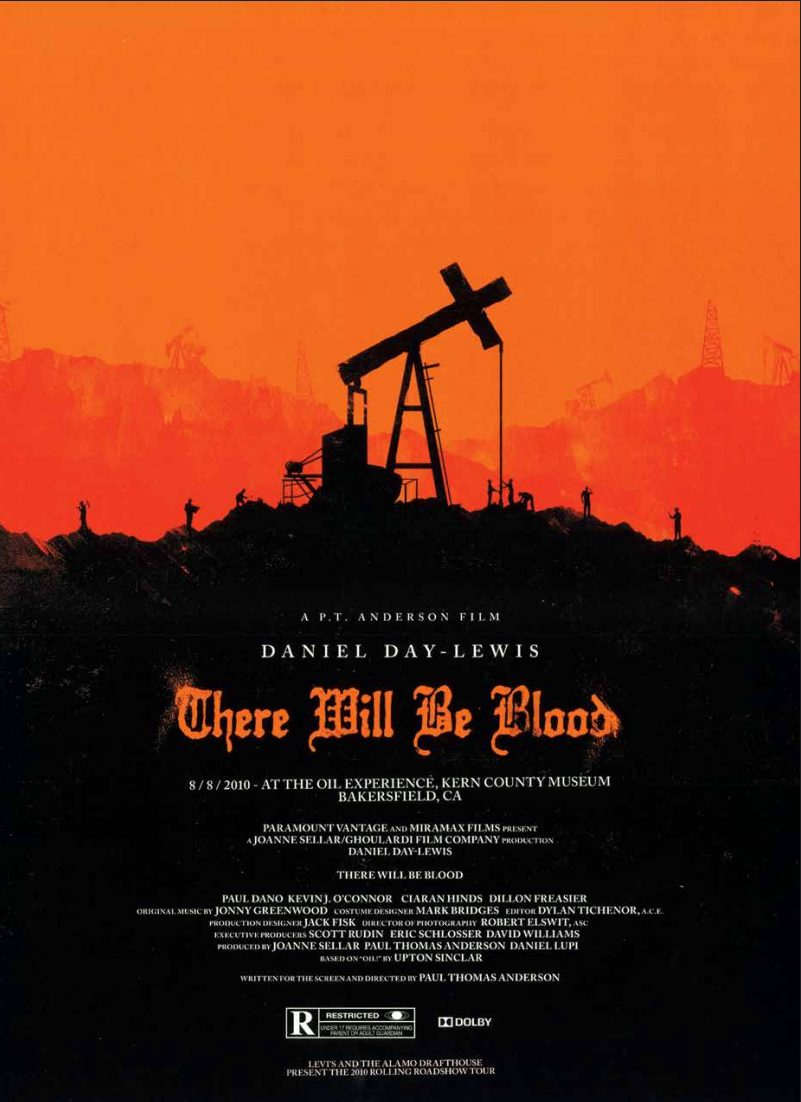 A P.T. ANDERSON FILM
DANIEL DAY-LEWIS
There Will Be Blood
8/8/2010 - AT THE OIL EXPERIENCE, KERN COUNTY MUSEUM
BAKERSFIELD, CA
PARAMOUNT VANTAGE AND MIRAMAX FILMS PRESENT
A JOANNE SELLAR/GHOULARDI FILM COMPANY PRODUCTION
DANIEL DAY-LEWIS
THERE WILL BE BLOOD
PAUL DANO KEVIN J. O'CONNOR CIARAN HINDS DILLON FREASIER
ORIGINAL MUSIC BY JONNY GREENWOOD COSTUME DESIGNER MARK BRIDGES EDITOR DYLAN TICHENOR, A.C.E.
PRODUCTION DESIGNER JACK FISK DIRECTOR OF PHOTOGRAPHY ROBERT ELSWIT, ASC
EXECUTIVE PRODUCERS SCOTT RUDIN ERIC SCHLOSSER DAVID WILLIAMS
PRODUCED BY JOANNE SELLAR PAUL THOMAS ANDERSON DANIEL LUPI
BASED ON "OIL!" BY UPTON SINCLAR
WRITTEN FOR THE SCREEN AND DIRECTED BY PAUL THOMAS ANDERSON
R RESTRICTED
UNDER 17 REQUIRES ACCOMPANYING
PARENT OR ADULT GUARDIAN
DOLBY
LEVI'S AND THE ALAMO DRAFTHOUSE
PRESENT THE 2010 ROLLING ROADSHOW TOUR